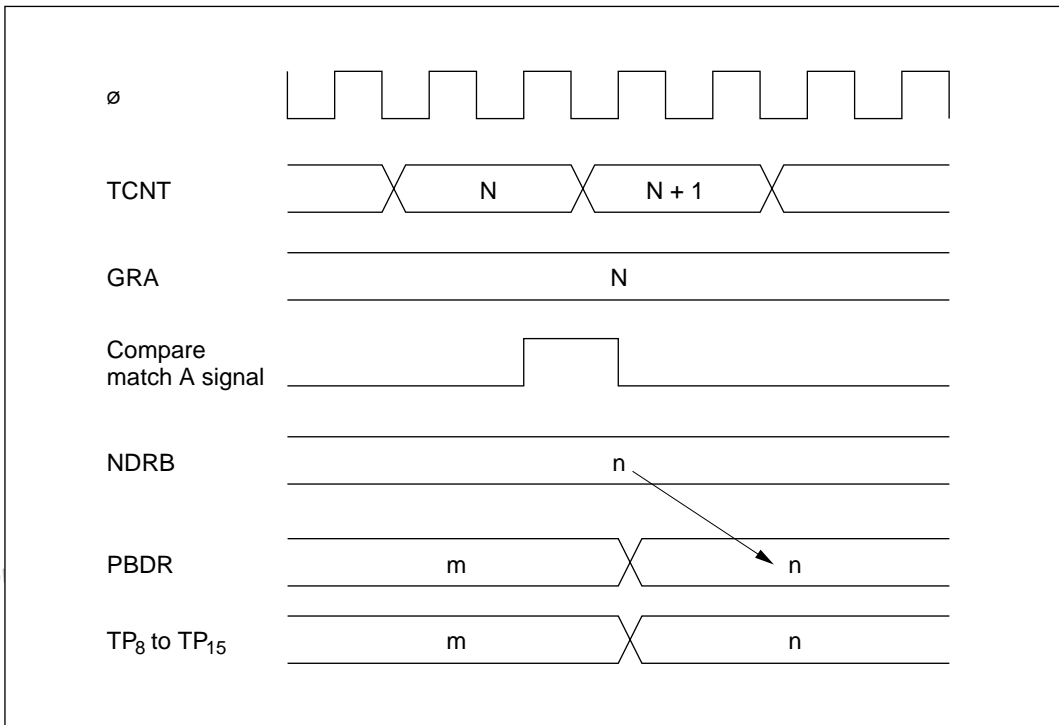 ø
TCNT
N
N + 1
GRA
N
Compare
match A signal
NDRB
n
PBDR
m
n
TP8 to TP15
m
n